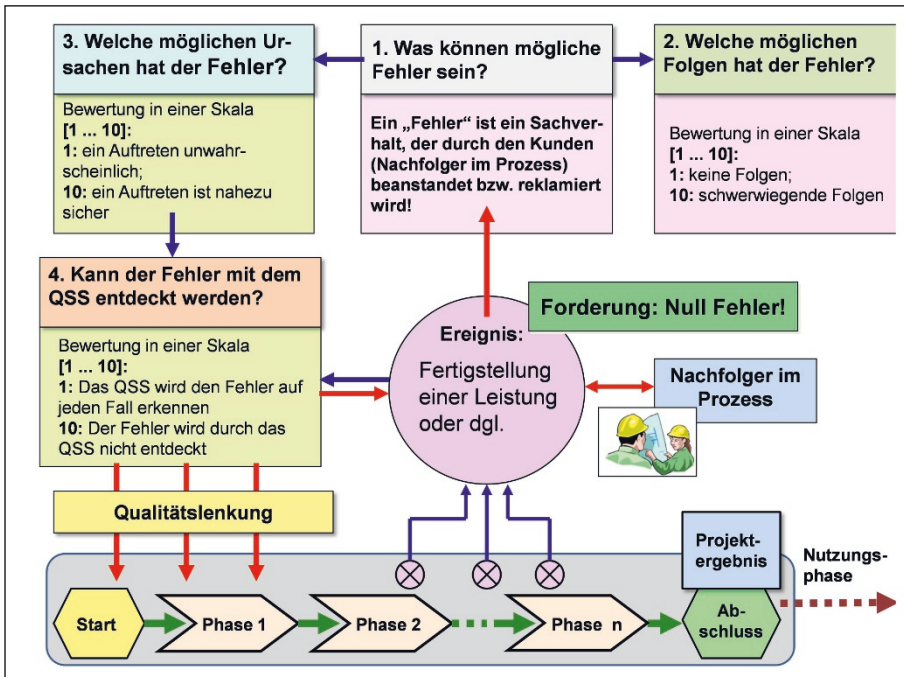 3. Welche möglichen Ur-
sachen hat der Fehler?
Bewertung in einer Skala
[1 ... 10]:
1: ein Auftreten unwahr-
scheinlich;
10: ein Auftreten ist nahezu
sicher
1. Was können mögliche
Fehler sein?
Ein „Fehler“ ist ein Sachver-
halt, der durch den Kunden
(Nachfolger im Prozess)
beanstandet bzw. reklamiert
wird!
2. Welche möglichen
Folgen hat der Fehler?
Bewertung in einer Skala
[1 ... 10]:
1: keine Folgen;
10: schwerwiegende Folgen
4. Kann der Fehler mit dem
QSS entdeckt werden?
Bewertung in einer Skala
[1 ... 10]:
1: Das QSS wird den Fehler auf
jeden Fall erkennen
10: Der Fehler wird durch das
QSS nicht entdeckt
Forderung: Null Fehler!
Ereignis:
Fertigstellung
einer Leistung
oder dgl.
Nachfolger im
Prozess
Qualitätslenkung
Projekt-
ergebnis
Nutzungs-
phase
Start
Phase 1
Phase 2
Phase n
Ab-
schluss